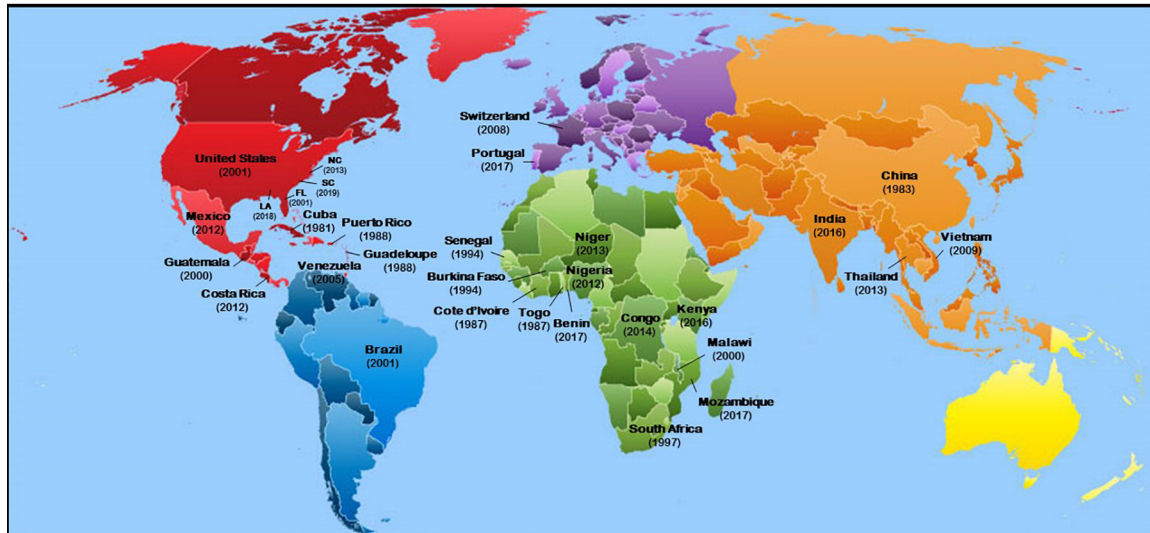 United States
(2001)
NC
(2013)
SC
(2019)
FL
(2001)
LA
(2018)
Mexico
(2012)
Cuba
(1981)
Puerto Rico
(1988)
Guadeloupe
(1988)
Guatemala
(2000)
Costa Rica
(2012)
Venezuela
(2005)
Brazil
(2001)
Switzerland
(2008)
Portugal
(2017)
Senegal
(1994)
Burkina Faso
(1994)
Cote d'Ivoire
(1987)
Togo
(1987)
Benin
(2017)
Niger
(2013)
Nigeria
(2012)
Congo
(2014)
Kenya
(2016)
Malawi
(2000)
Mozambique
(2017)
South Africa
(1997)
China
(1983)
India
(2016)
Vietnam
(2009)
Thailand
(2013)